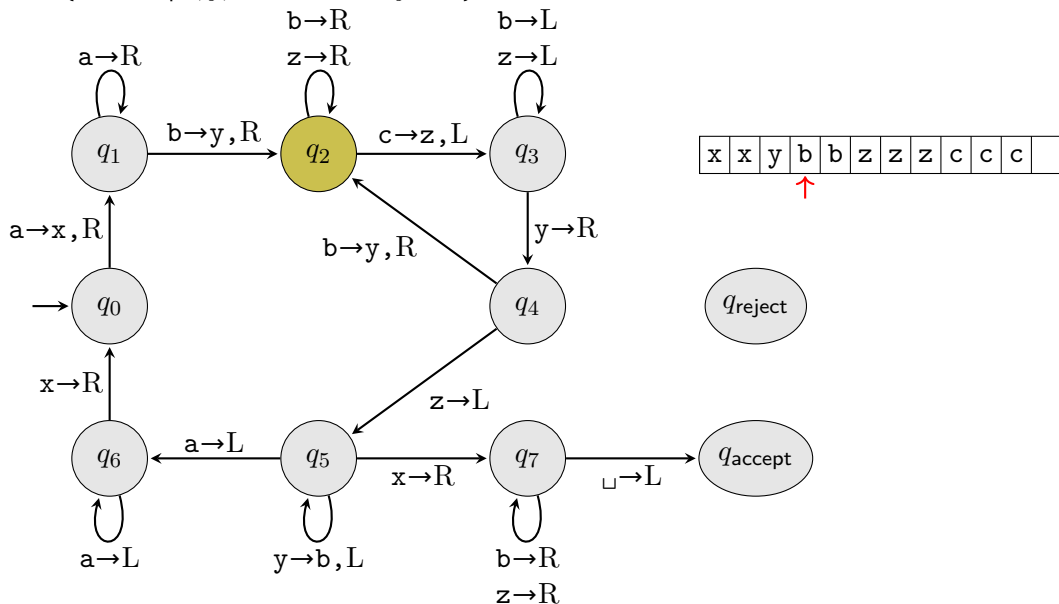 b→R
b→L
a→R
z→R
z→L
q1
b→y,R
q2
c→z,L
q3
x x y b b z z z c c c
a→x,R
b→y,R
y→R
q0
q4
qreject
x→R
z→L
q6
a→L
q5
x→R
q7
␣→L
qaccept
a→L
y→b,L
b→R
z→R